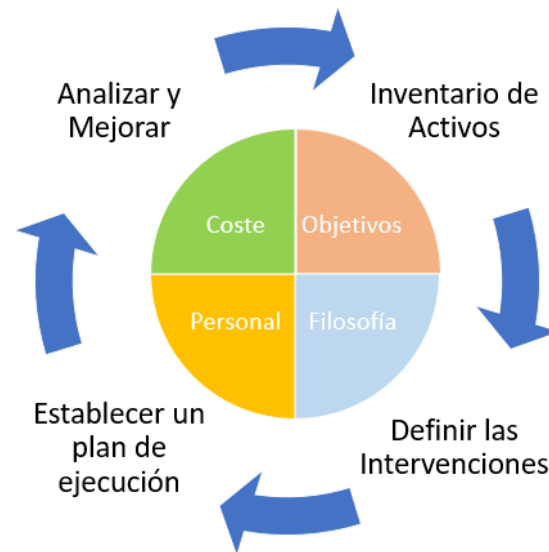 Analizar y
Mejorar
Inventario de
Activos
Coste
Objetivos
Personal
Filosofía
Establecer un
plan de
ejecución
Definir las
Intervenciones